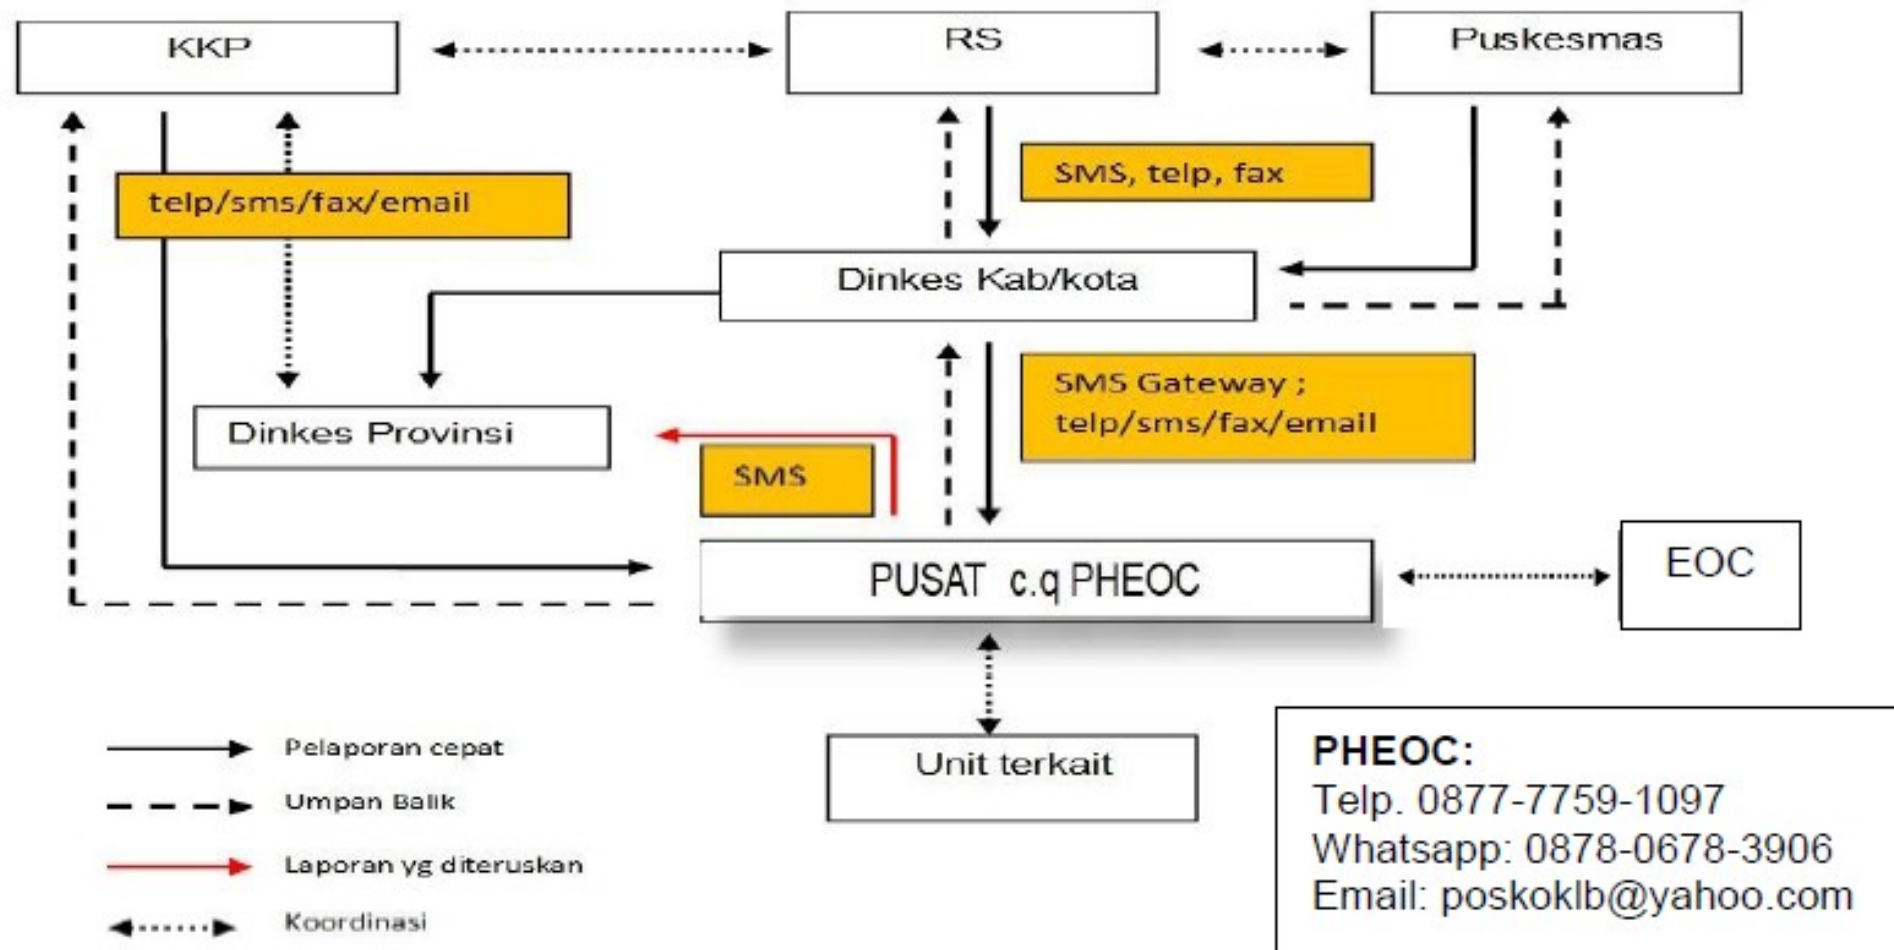 KKP
RS
Puskesmas
SMS, telp, fax
telp/sms/fax/email
Dinkes Kab/kota
SMS Gateway ;
telp/sms/fax/email
Dinkes Provinsi
SMS
PUSAT c.q PHEOC
EOC
Unit terkait
Pelaporan cepat
Umpan Balik
Laporan yg diteruskan
Koordinasi
PHEOC:
Telp. 0877-7759-1097
Whatsapp: 0878-0678-3906
Email: poskoklb@yahoo.com